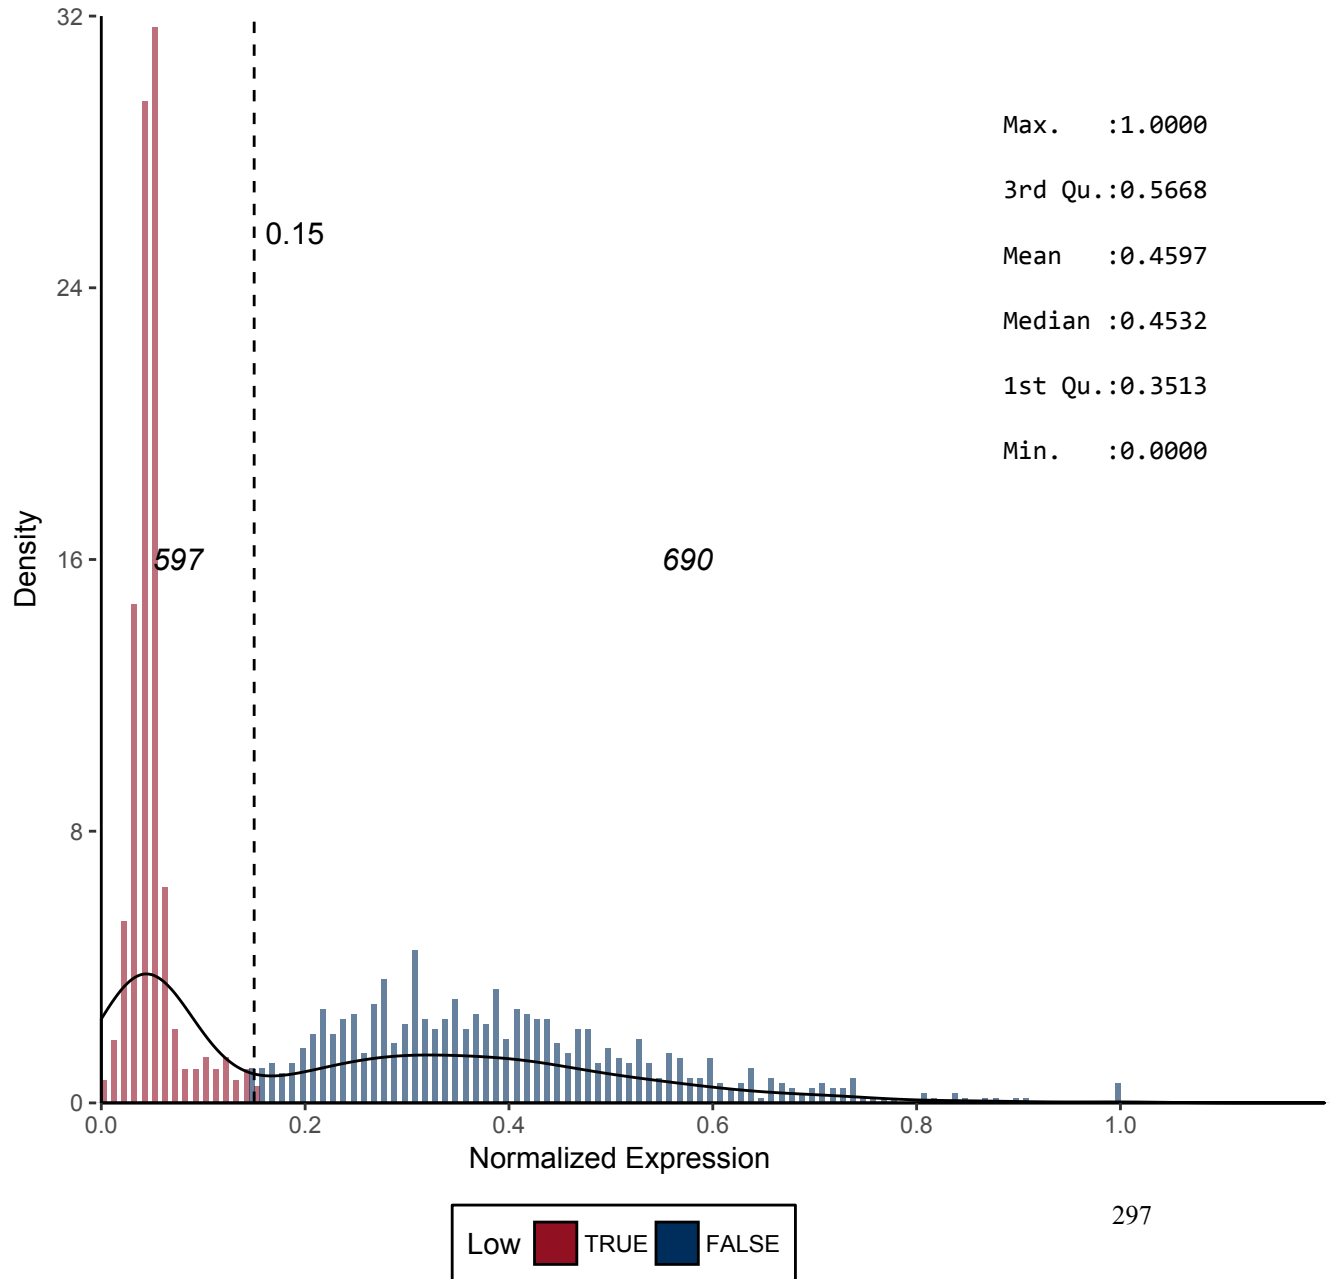 32
Max. :1.0000
3rd Qu.:0.5668
0.15
Mean :0.4597
24
Median :0.4532
1st Qu.:0.3513
Min. :0.0000
Density
16
597
690
8
0
0.0 0.2 0.4 0.6 0.8 1.0
Normalized Expression
297
Low TRUE FALSE